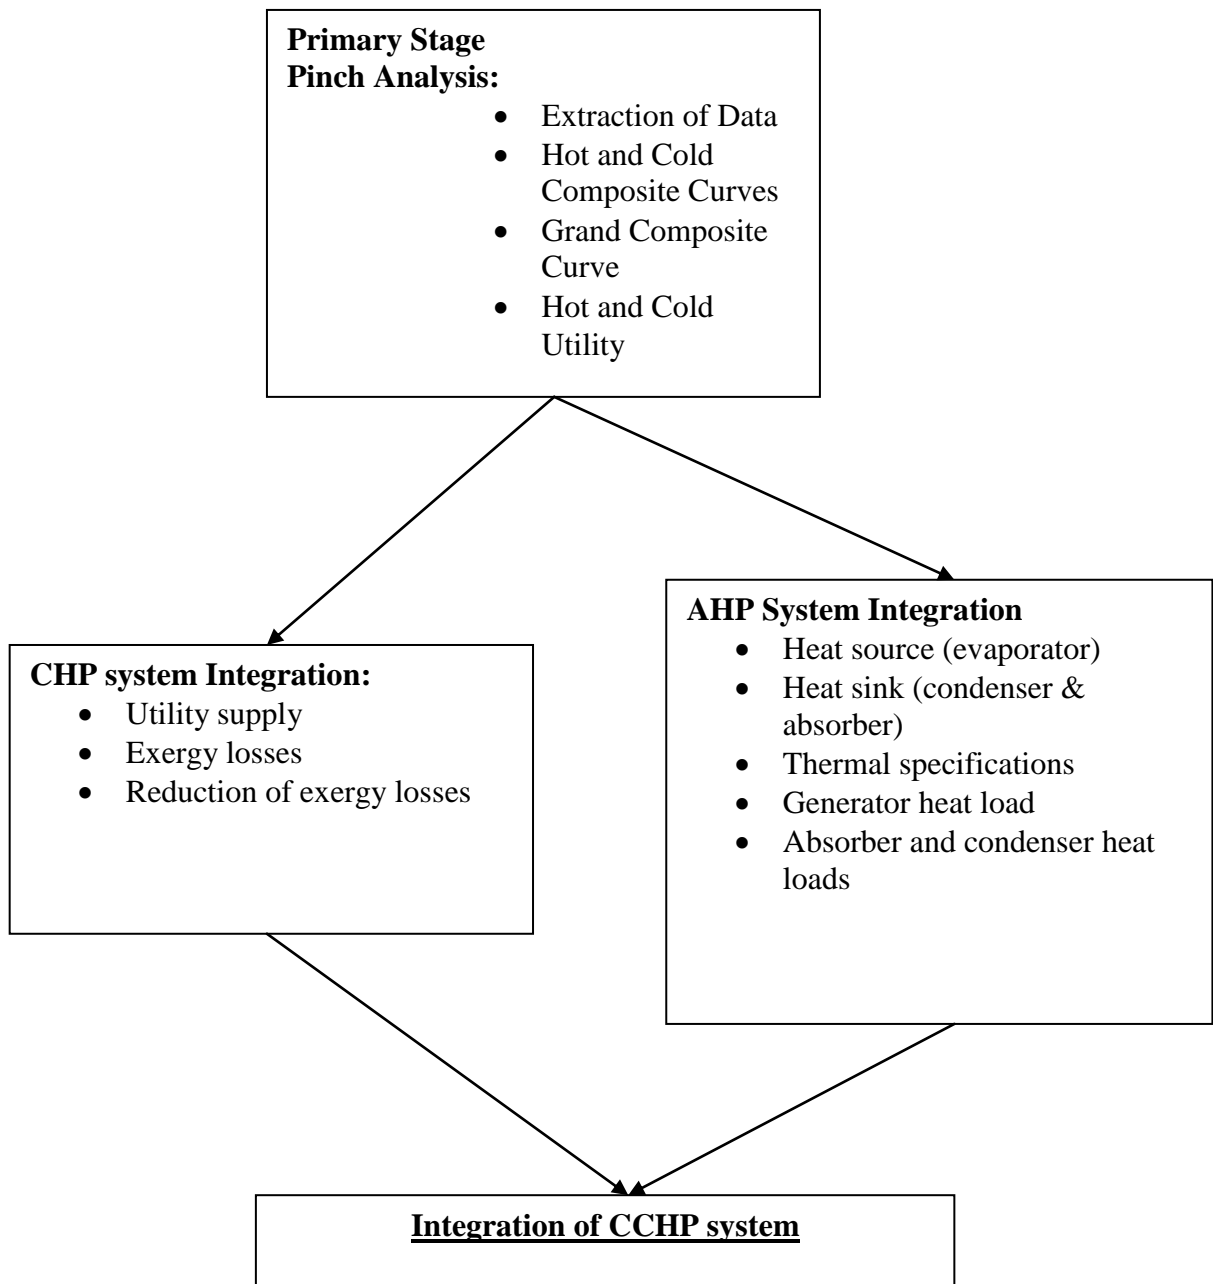 Primary Stage
Pinch Analysis:
• Extraction of Data
• Hot and Cold
Composite Curves
• Grand Composite
Curve
• Hot and Cold
Utility
CHP system Integration:
• Utility supply
• Exergy losses
• Reduction of exergy losses
AHP System Integration
• Heat source (evaporator)
• Heat sink (condenser &
absorber)
• Thermal specifications
• Generator heat load
• Absorber and condenser heat
loads
Integration of CCHP system